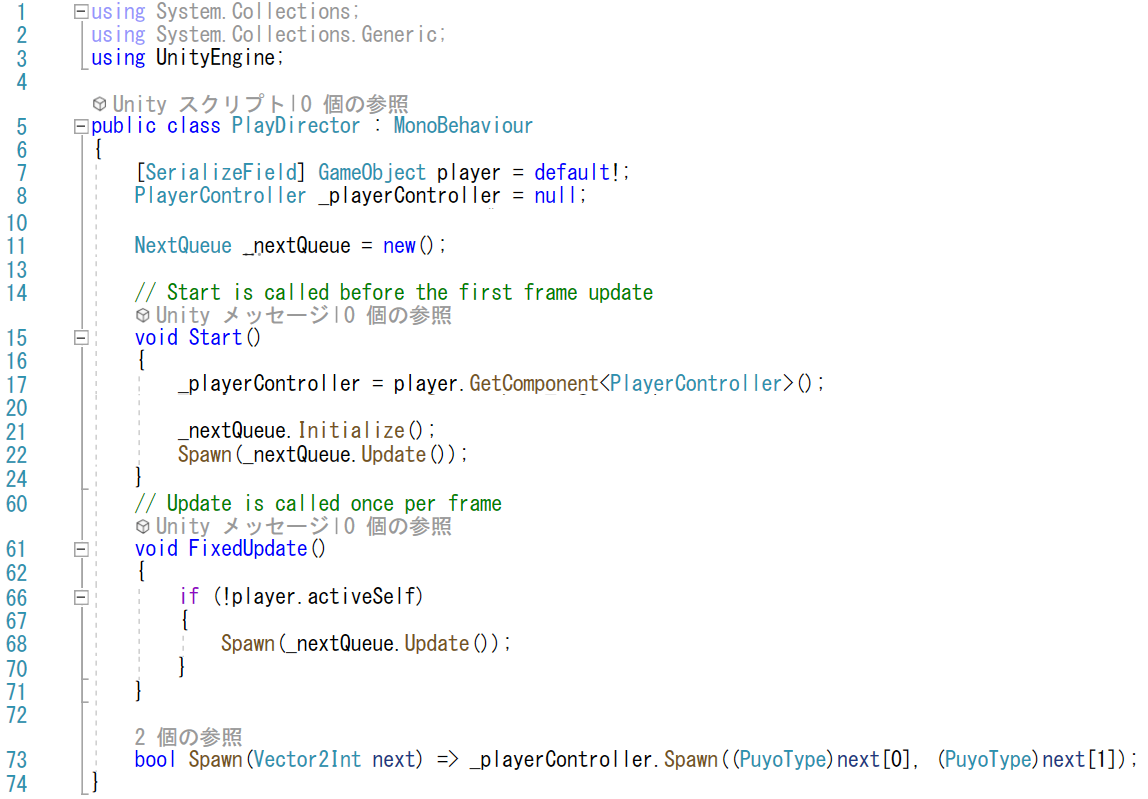 1 using System.Collections;
2 using System.Collections.Generic;
3 using UnityEngine;
4
Unity スクリプト|0 個の参照
5 public class PlayDirector : MonoBehaviour
6 {
7 [SerializeField] GameObject player = default!;
8 PlayerController _playerController = null;
10
11 NextQueue _nextQueue = new();
13
14 // Start is called before the first frame update
Unity メッセージ|0 個の参照
15 void Start()
16 {
17 _playerController = player.GetComponent<PlayerController>();
20
21 _nextQueue.Initialize();
22 Spawn(_nextQueue.Update());
24 }
60 // Update is called once per frame
Unity メッセージ|0 個の参照
61 void FixedUpdate()
62 {
66 if (!player.activeSelf)
67 {
68 Spawn(_nextQueue.Update());
70 }
71 }
72
2 個の参照
73 bool Spawn(Vector2Int next) => _playerController.Spawn((PuyoType)next[0], (PuyoType)next[1]);
74 }